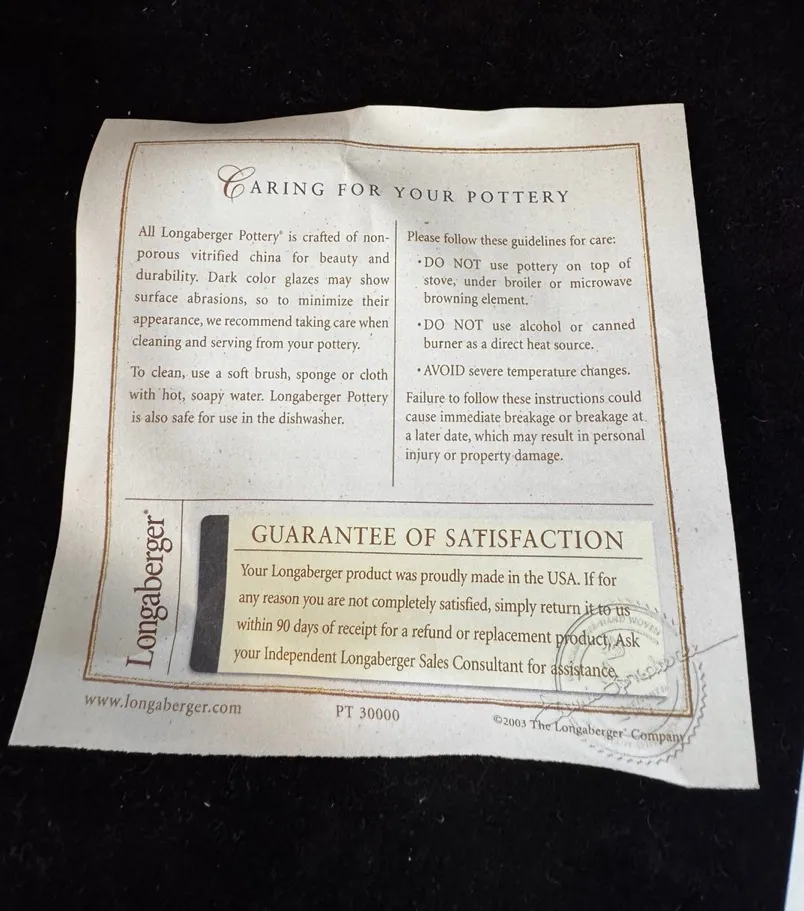 CARING FOR YOUR POTTERY
All Longaberger Pottery® is crafted of non-
porous vitrified china for beauty and
durability. Dark color glazes may show
surface abrasions, so to minimize their
appearance, we recommend taking care when
cleaning and serving from your pottery.
To clean, use a soft brush, sponge or cloth
with hot, soapy water. Longaberger Pottery
is also safe for use in the dishwasher.
Please follow these guidelines for care:
•DO NOT use pottery on top of
stove, under broiler or microwave
browning element.
•DO NOT use alcohol or canned
burner as a direct heat source.
•AVOID severe temperature changes.
Failure to follow these instructions could
cause immediate breakage or breakage at
a later date, which may result in personal
injury or property damage.
Longaberger®
GUARANTEE OF SATISFACTION
Your Longaberger product was proudly made in the USA. If for
any reason you are not completely satisfied, simply return it to us
within 90 days of receipt for a refund or replacement product, Ask
your Independent Longaberger Sales Consultant for assistance.
HAND WOVEN
www.longaberger.com
PT 30000
©2003 The Longaberger® Company